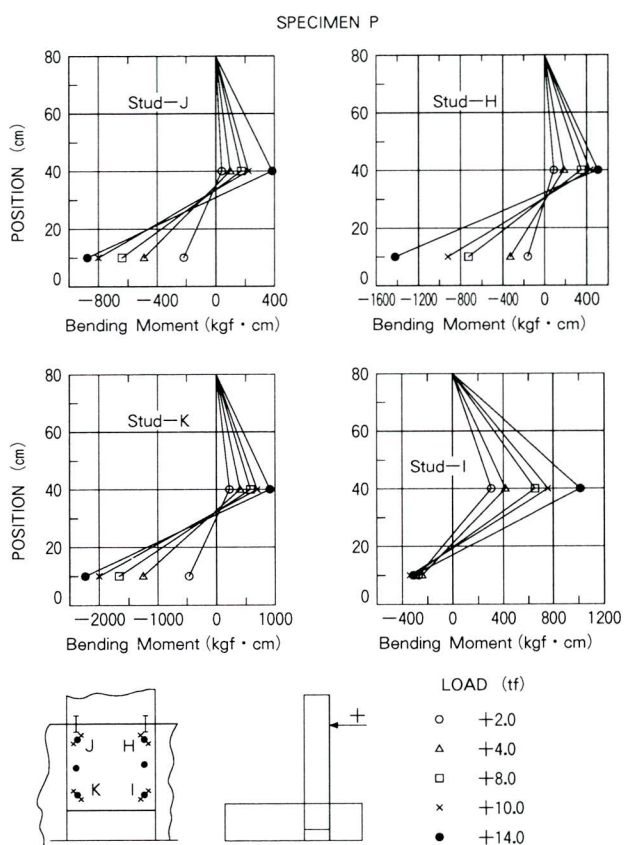 SPECIMEN P
80
60
40
20
0
POSITION (cm)
Stud—J
−800 −400 0 400
Bending Moment (kgf・cm)
80
60
40
20
0
Stud—H
−1600 −1200 −800 −400 0 400
Bending Moment (kgf・cm)
80
60
40
20
0
POSITION (cm)
Stud—K
−2000 −1000 0 1000
Bending Moment (kgf・cm)
80
60
40
20
0
Stud—I
−400 0 400 800 1200
Bending Moment (kgf・cm)
J H
K I
+
LOAD (tf)
○ +2.0
△ +4.0
□ +8.0
× +10.0
● +14.0